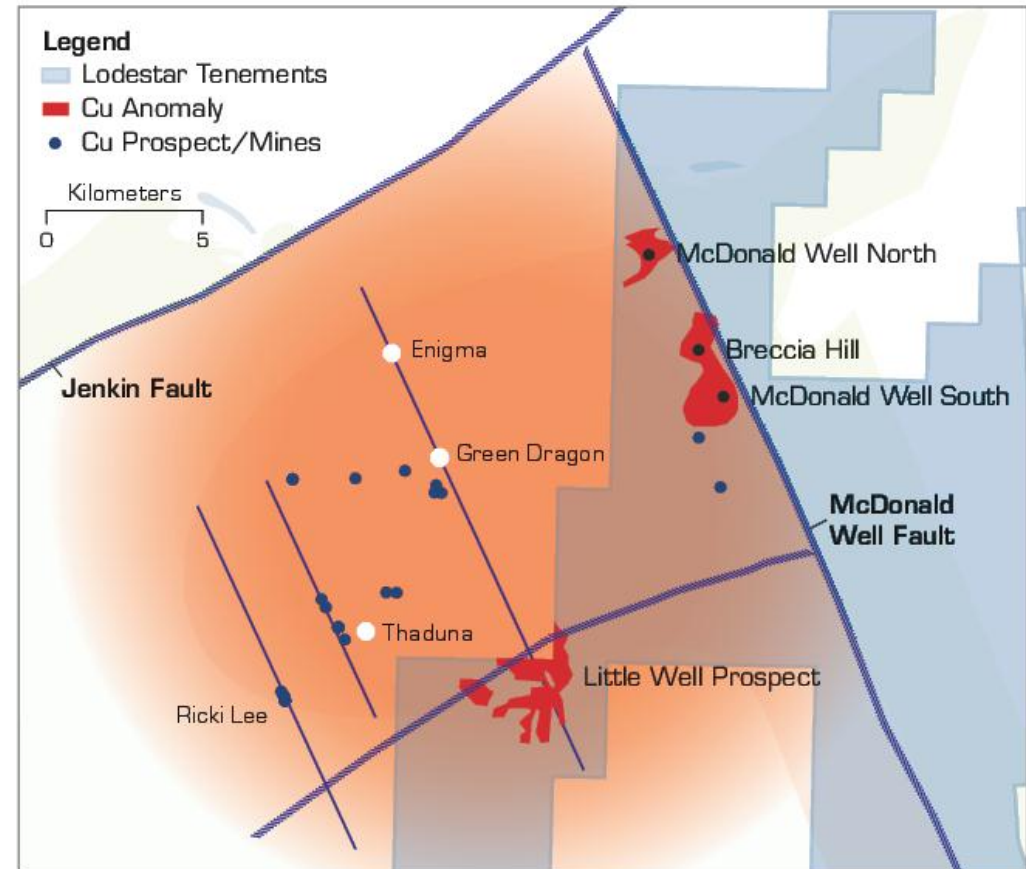 Legend
Lodestar Tenements
Cu Anomaly
Cu Prospect/Mines
Kilometers
0 5
McDonald Well North
Enigma
Breccia Hill
Jenkin Fault
McDonald Well South
Green Dragon
McDonald
Well Fault
Thaduna
Little Well Prospect
Ricki Lee